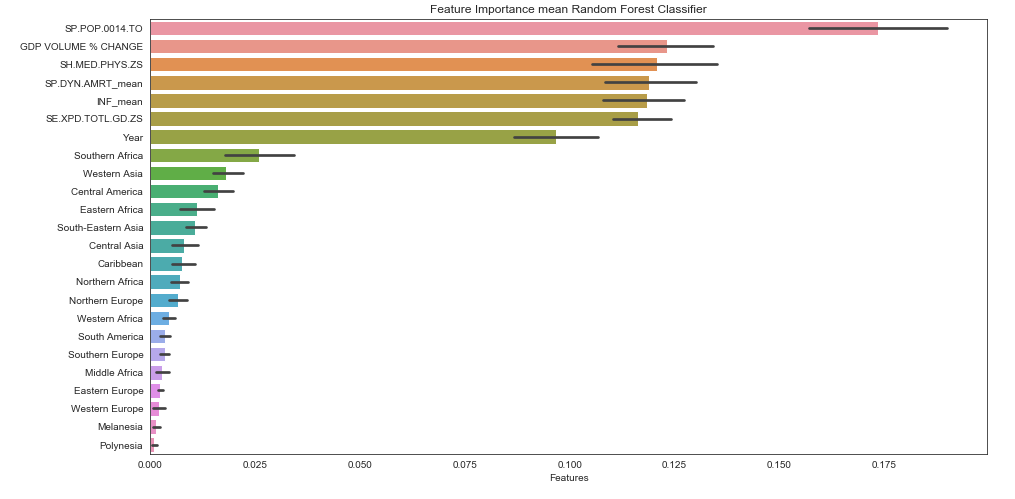 Feature Importance mean Random Forest Classifier
SP.POP.0014.TO
GDP VOLUME % CHANGE
SH.MED.PHYS.ZS
SP.DYN.AMRT_mean
INF_mean
SE.XPD.TOTL.GD.ZS
Year
Southern Africa
Western Asia
Central America
Eastern Africa
South-Eastern Asia
Central Asia
Caribbean
Northern Africa
Northern Europe
Western Africa
South America
Southern Europe
Middle Africa
Eastern Europe
Western Europe
Melanesia
Polynesia
0.000 0.025 0.050 0.075 0.100 0.125 0.150 0.175
Features